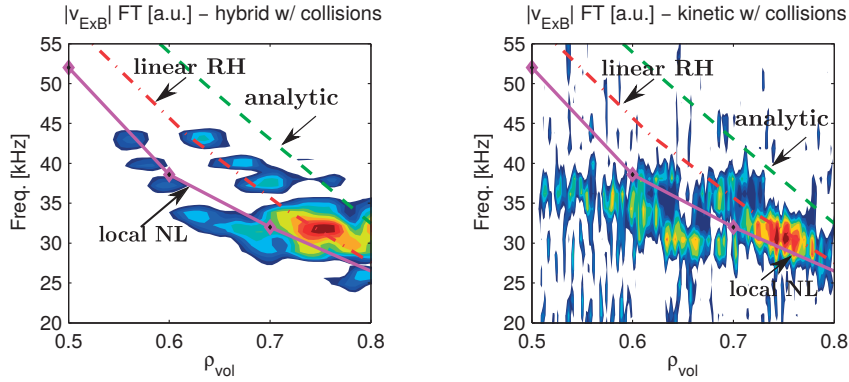 |v_ExB| FT [a.u.] – hybrid w/ collisions
55
50
45
40
35
30
25
20
Freq. [kHz]
linear RH
analytic
local NL
0.5 0.6 0.7 0.8
ρ_vol
|v_ExB| FT [a.u.] – kinetic w/ collisions
55
50
45
40
35
30
25
20
Freq. [kHz]
linear RH
analytic
local NL
0.5 0.6 0.7 0.8
ρ_vol